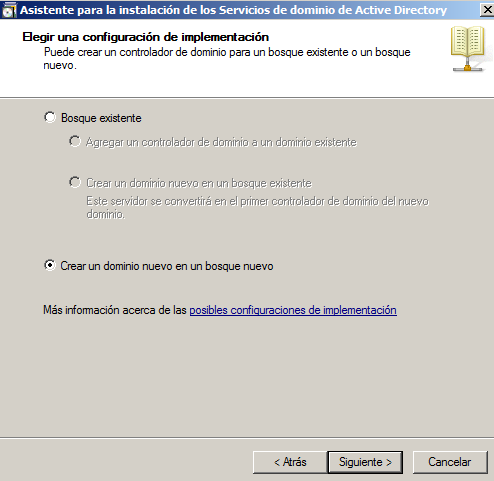 Asistente para la instalación de los Servicios de dominio de Active Directory
Elegir una configuración de implementación
Puede crear un controlador de dominio para un bosque existente o un bosque
nuevo.
Bosque existente
Agregar un controlador de dominio a un dominio existente
Crear un dominio nuevo en un bosque existente
Este servidor se convertirá en el primer controlador de dominio del nuevo
dominio.
Crear un dominio nuevo en un bosque nuevo
Más información acerca de las posibles configuraciones de implementación
< Atrás
Siguiente >
Cancelar